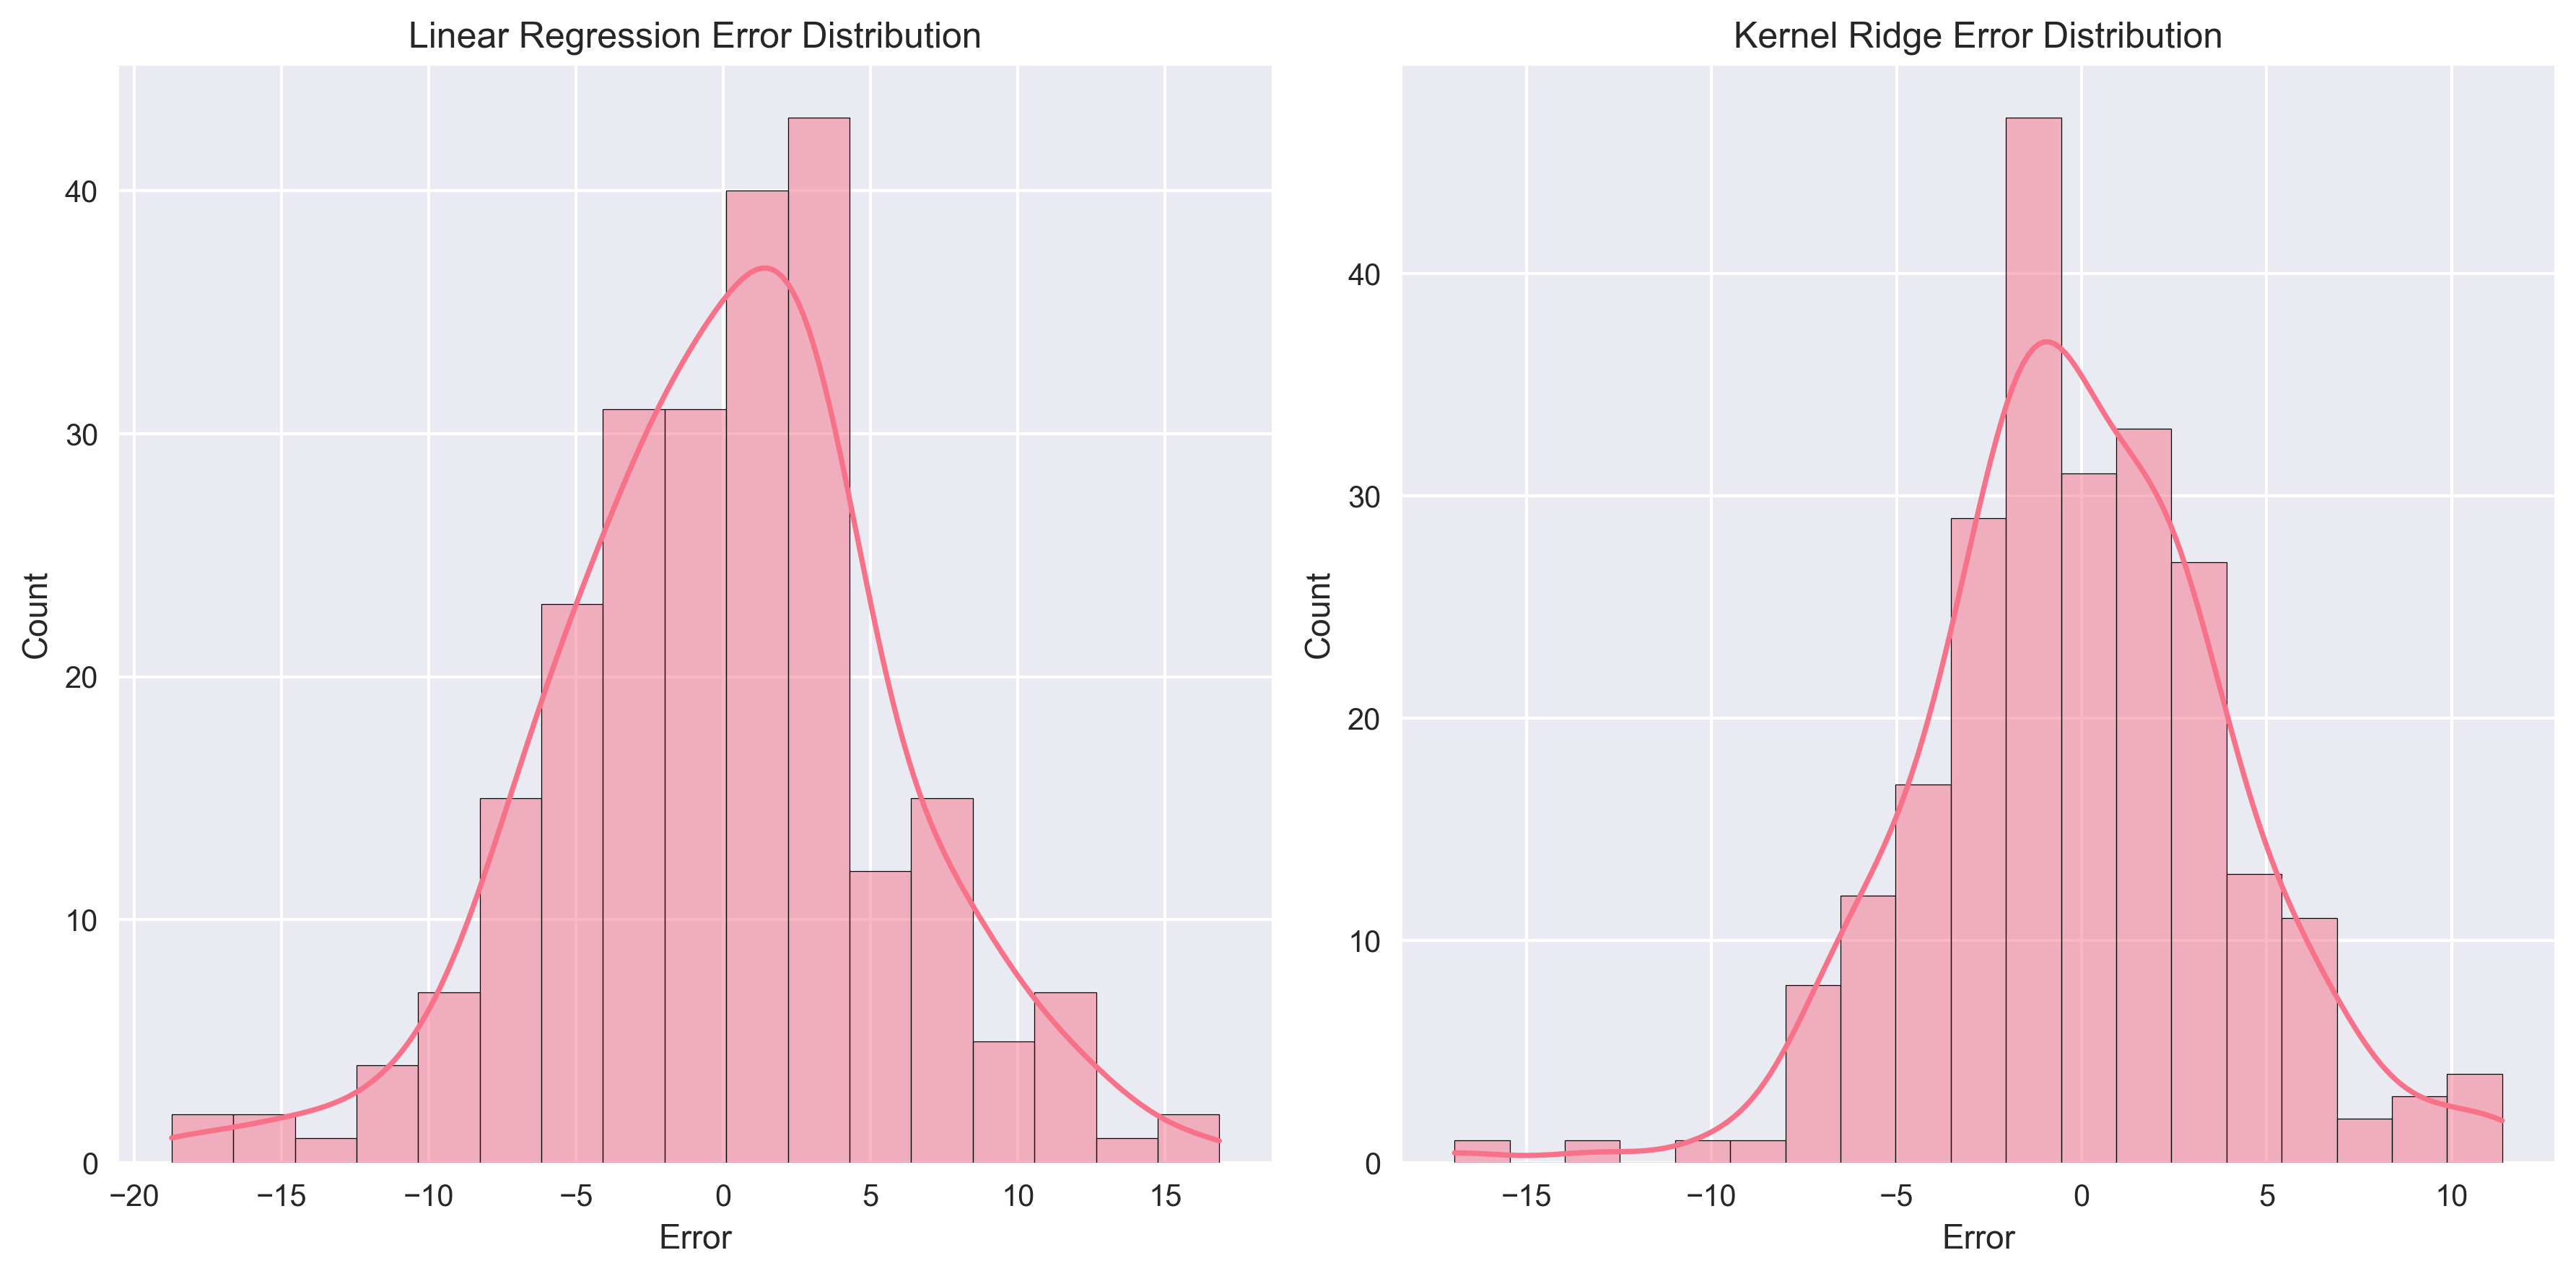 Linear Regression Error Distribution
Count
40
30
20
10
0
−20 −15 −10 −5 0 5 10 15
Error
Kernel Ridge Error Distribution
Count
40
30
20
10
0
−15 −10 −5 0 5 10
Error